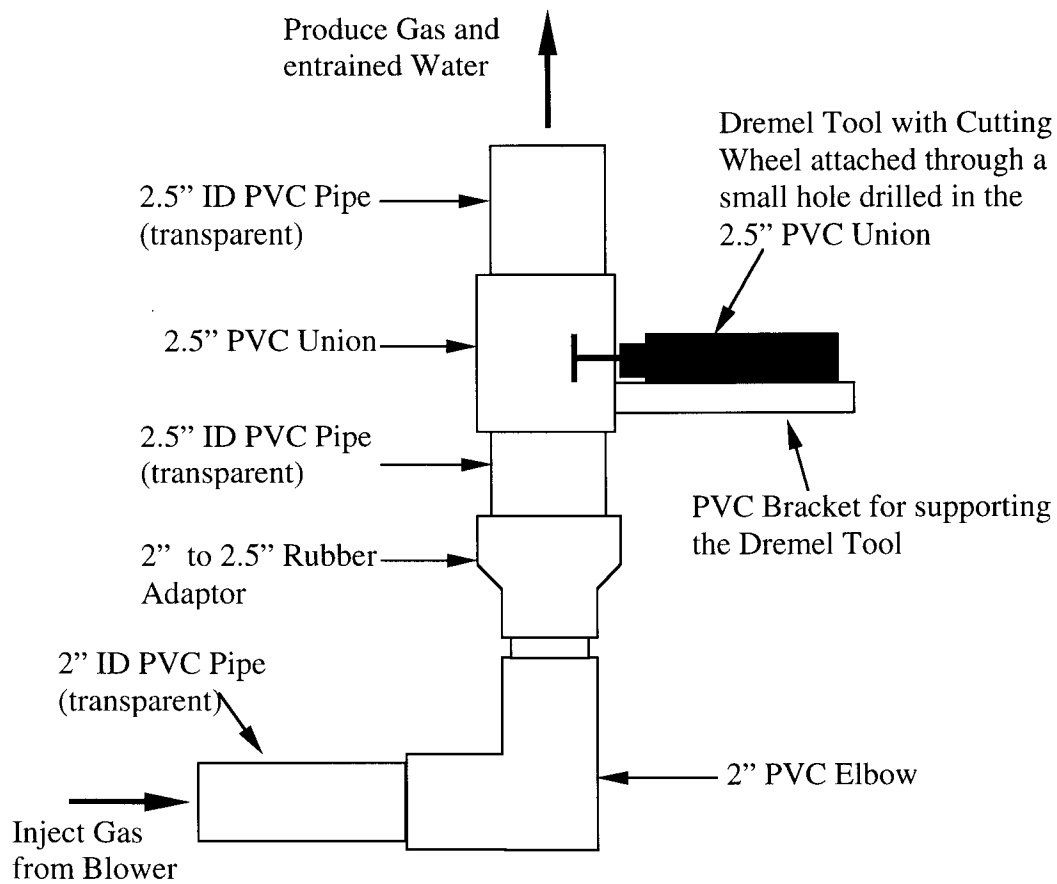 Produce Gas and
entrained Water
Dremel Tool with Cutting
Wheel attached through a
small hole drilled in the
2.5” PVC Union
2.5” ID PVC Pipe
(transparent)
2.5” PVC Union
2.5” ID PVC Pipe
(transparent)
PVC Bracket for supporting
the Dremel Tool
2” to 2.5” Rubber
Adaptor
2” ID PVC Pipe
(transparent)
2” PVC Elbow
Inject Gas
from Blower